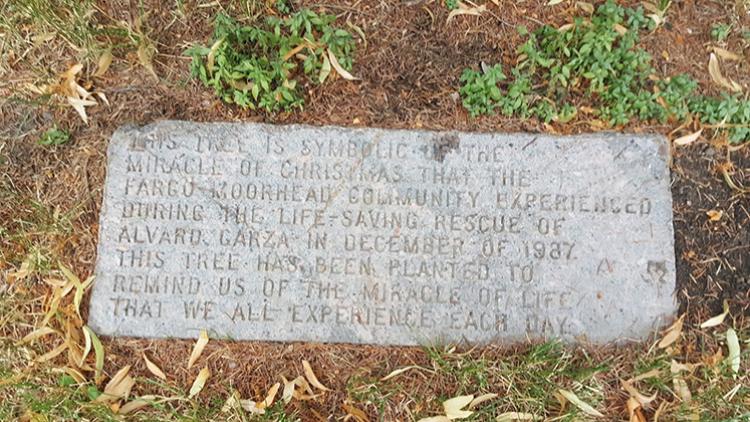 THIS TREE IS SYMBOLIC OF THE
MIRACLE OF CHRISTMAS THAT THE
FARGO-MOORHEAD COMMUNITY EXPERIENCED
DURING THE LIFE-SAVING RESCUE OF
ALVARO GARZA IN DECEMBER OF 1987.
THIS TREE HAS BEEN PLANTED TO
REMIND US OF THE MIRACLE OF LIFE
THAT WE ALL EXPERIENCE EACH DAY.